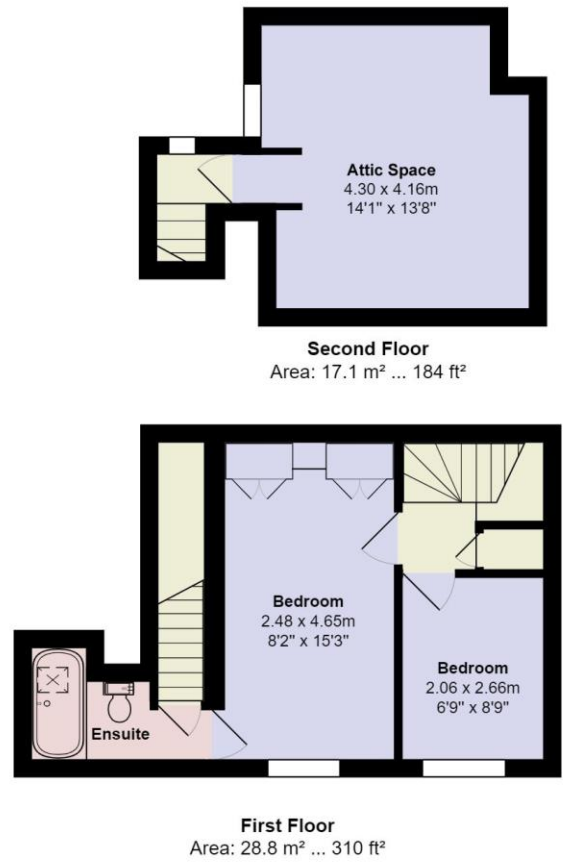 Attic Space
4.30 x 4.16m
14'1" x 13'8"
Second Floor
Area: 17.1 m² ... 184 ft²
Bedroom
2.48 x 4.65m
8'2" x 15'3"
Bedroom
2.06 x 2.66m
6'9" x 8'9"
Ensuite
First Floor
Area: 28.8 m² ... 310 ft²